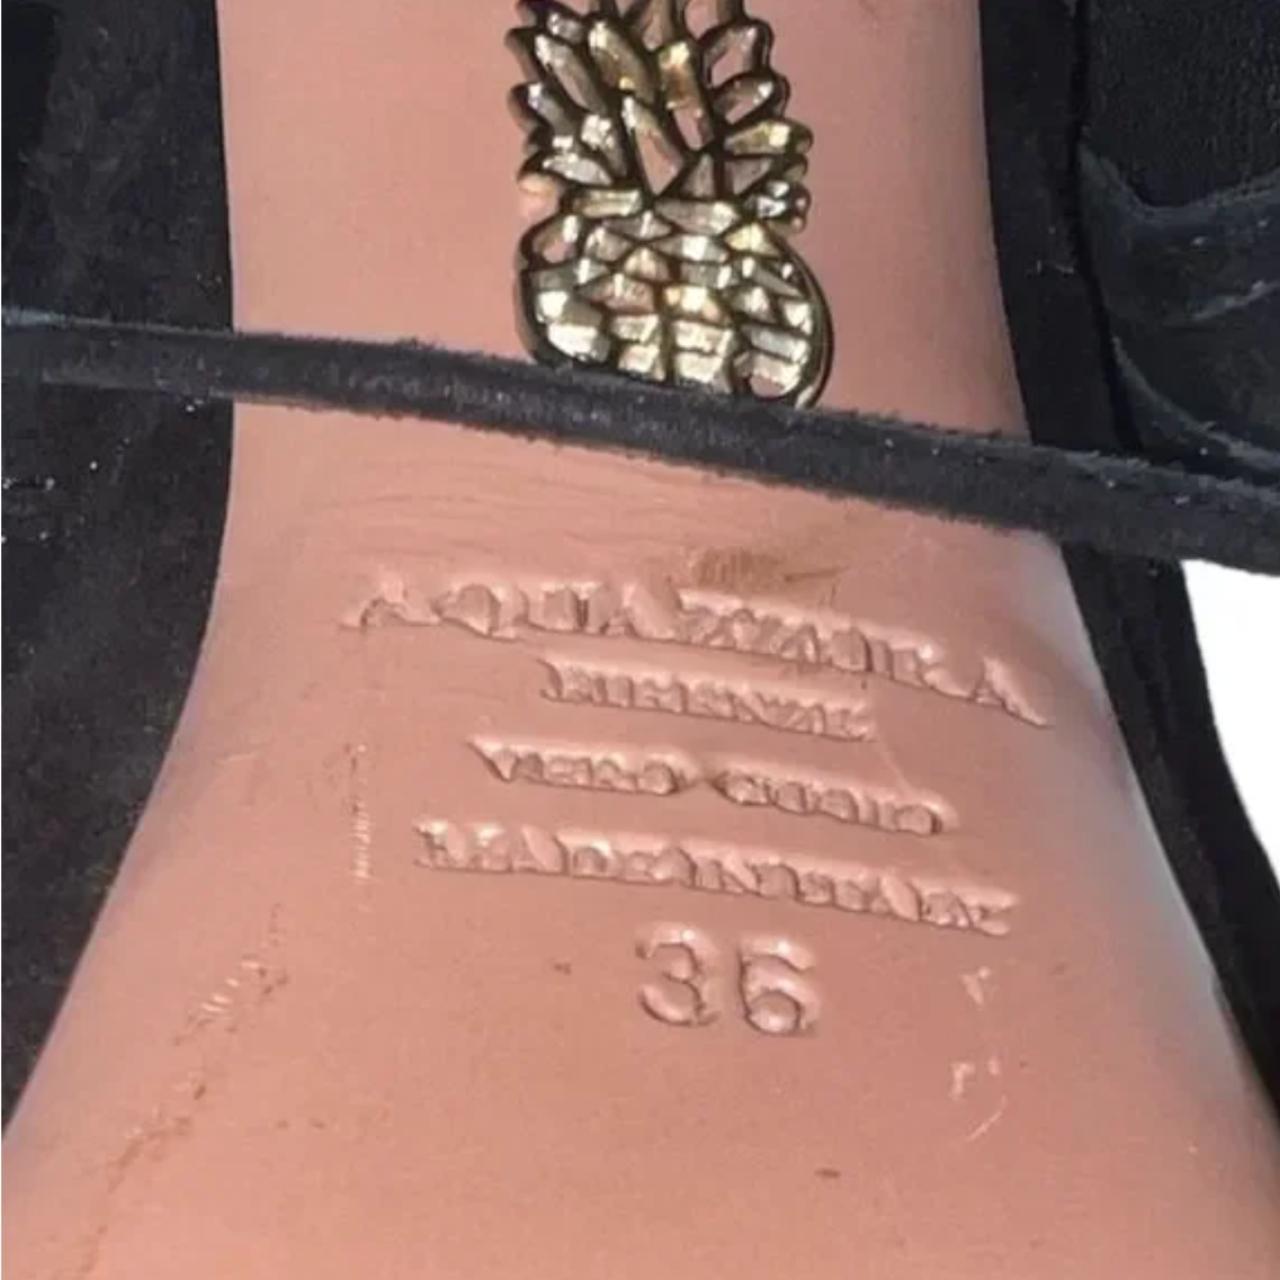 AQUAZZURA
FIRENZE
VERO CUOIO
MADE IN ITALY
36